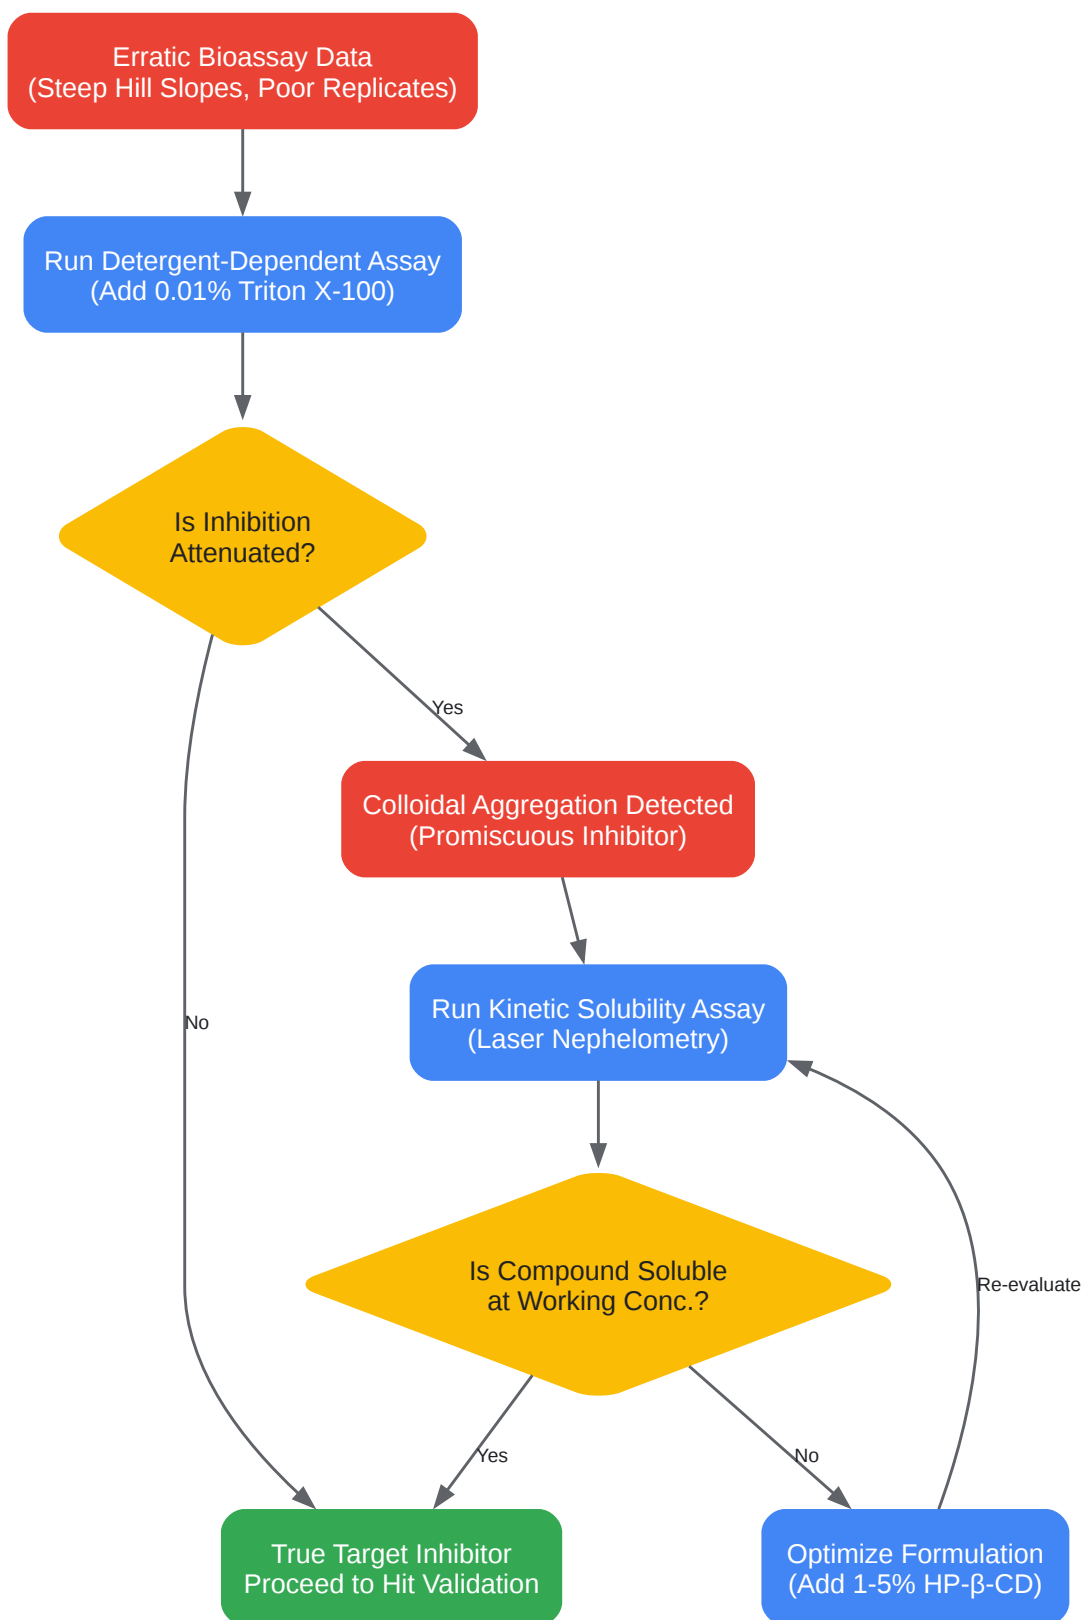 Erratic Bioassay Data
(Steep Hill Slopes, Poor Replicates)
Run Detergent-Dependent Assay
(Add 0.01% Triton X-100)
Is Inhibition
Attenuated?
Yes
Colloidal Aggregation Detected
(Promiscuous Inhibitor)
Run Kinetic Solubility Assay
(Laser Nephelometry)
No
Is Compound Soluble
at Working Conc.?
Re-evaluate
Yes
No
True Target Inhibitor
Proceed to Hit Validation
Optimize Formulation
(Add 1-5% HP-β-CD)